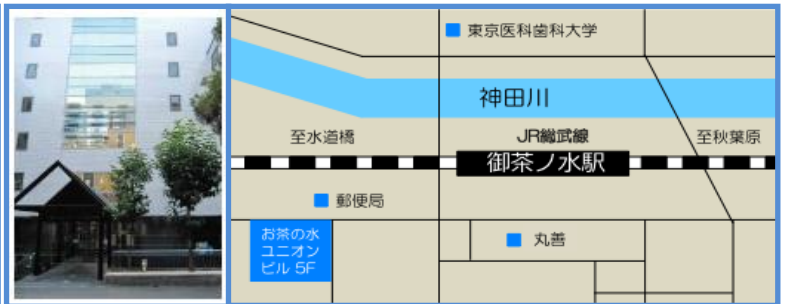 東京医科歯科大学
神田川
至水道橋
JR総武線
至秋葉原
御茶ノ水駅
郵便局
お茶の水
ユニオン
ビル 5F
丸善